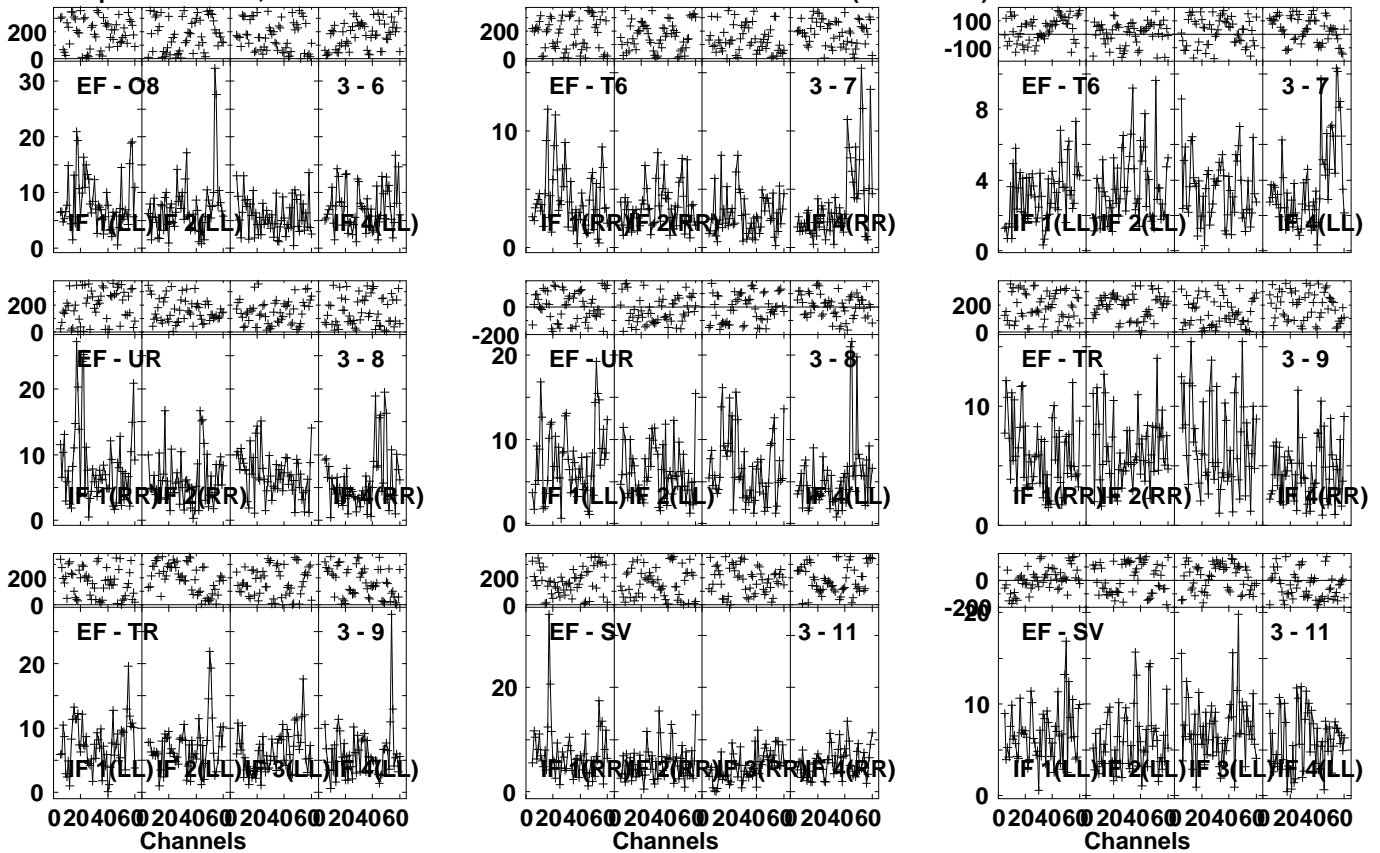 200
0
200
0
100
-100
30
20
10
0
EF - O8
3 - 6
IF 1(LL)
IF 2(LL)
IF 4(LL)
10
0
EF - T6
3 - 7
IF 1(RR)
IF 2(RR)
IF 4(RR)
8
4
0
EF - T6
3 - 7
IF 1(LL)
IF 2(LL)
IF 4(LL)
200
0
0
-200
200
0
20
10
0
EF - UR
3 - 8
IF 1(RR)
IF 2(RR)
IF 4(RR)
20
10
0
EF - UR
3 - 8
IF 1(LL)
IF 2(LL)
IF 4(LL)
10
0
EF - TR
3 - 9
IF 1(RR)
IF 2(RR)
IF 4(RR)
200
0
200
0
0
-200
20
10
0
EF - TR
3 - 9
IF 1(LL)
IF 2(LL)
IF 3(LL)
IF 4(LL)
20
0
EF - SV
3 - 11
IF 1(RR)
IF 2(RR)
IF 3(RR)
IF 4(RR)
20
10
0
EF - SV
3 - 11
IF 1(LL)
IF 2(LL)
IF 3(LL)
IF 4(LL)
0 20 40 60 0 20 40 60 0 20 40 60 0 20 40 60
Channels
0 20 40 60 0 20 40 60 0 20 40 60 0 20 40 60
Channels
0 20 40 60 0 20 40 60 0 20 40 60 0 20 40 60
Channels